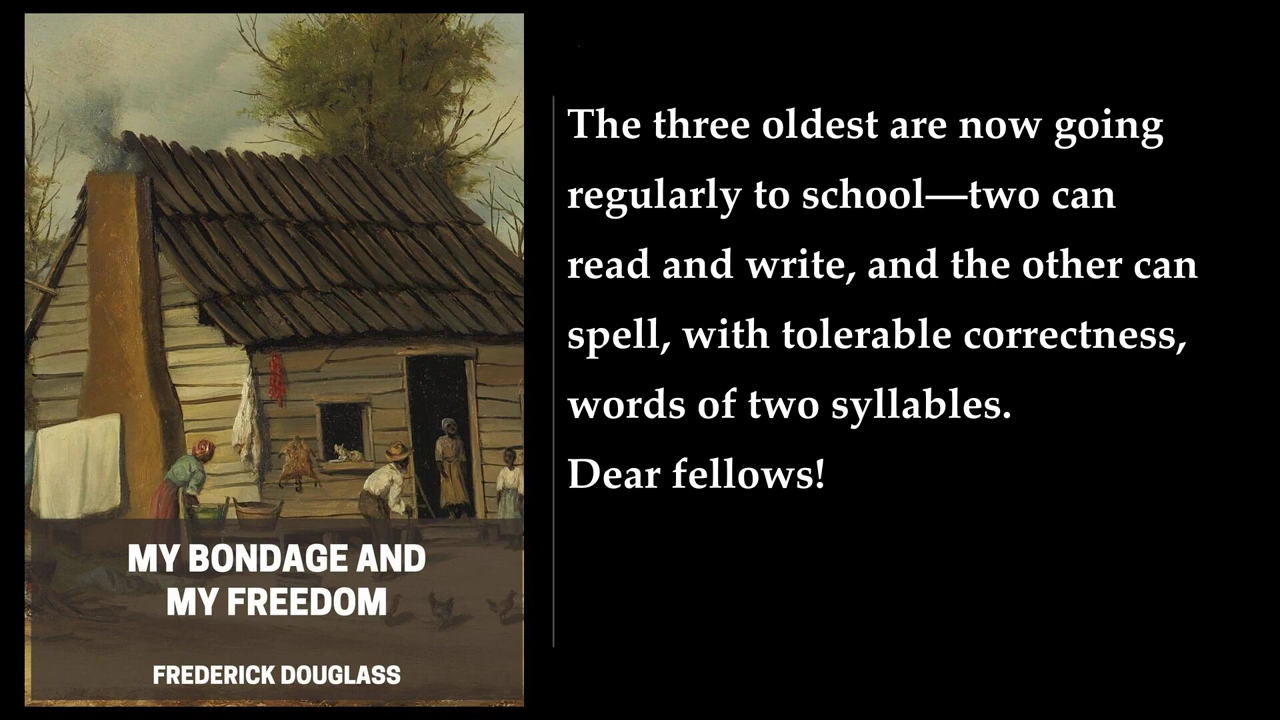 MY BONDAGE AND
MY FREEDOM
FREDERICK DOUGLASS
The three oldest are now going
regularly to school—two can
read and write, and the other can
spell, with tolerable correctness,
words of two syllables.
Dear fellows!